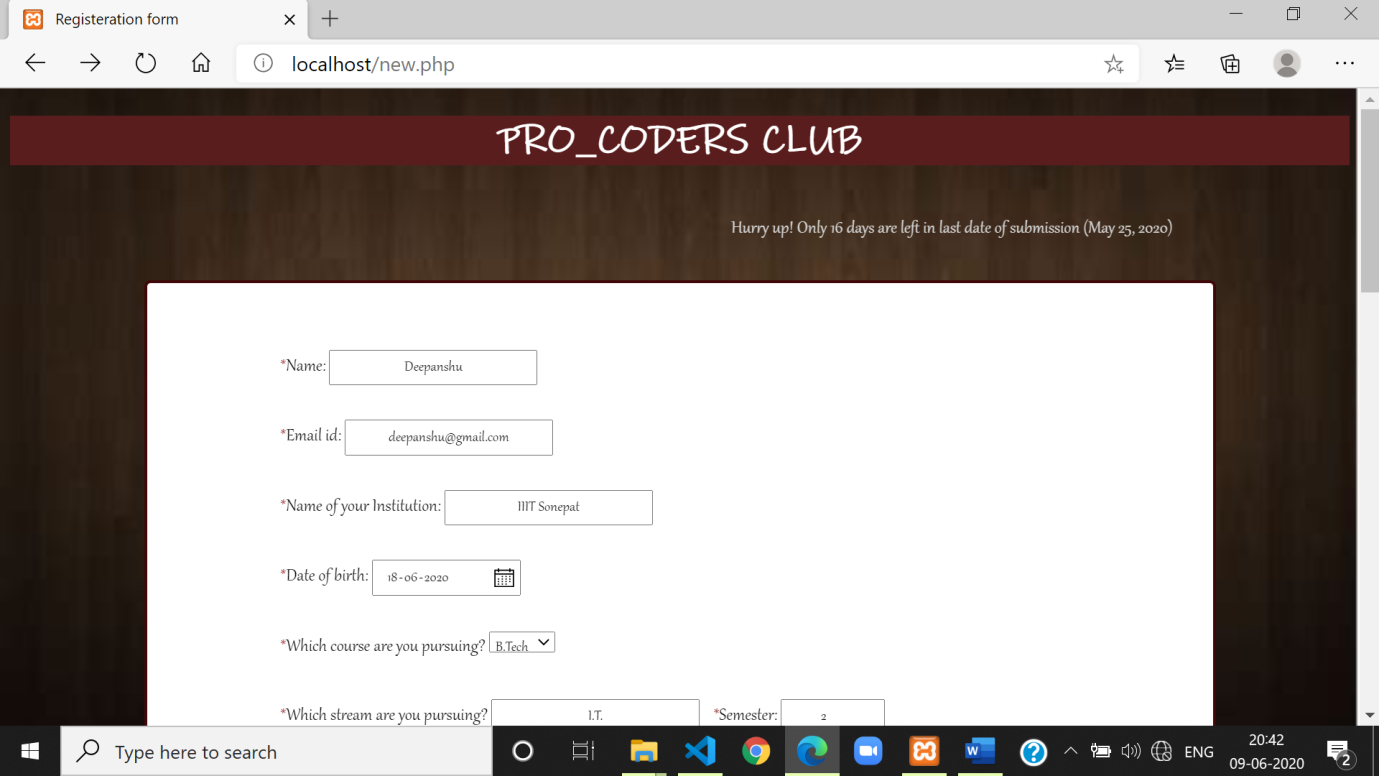 Registeration form
localhost/new.php
PRO_CODERS CLUB
Hurry up! Only 16 days are left in last date of submission (May 25, 2020)
*Name: Deepanshu
*Email id: deepanshu@gmail.com
*Name of your Institution: IIIT Sonepat
*Date of birth: 18-06-2020
*Which course are you pursuing? B.Tech
*Which stream are you pursuing? I.T. *Semester: 2
Type here to search
ENG
20:42
09-06-2020
2